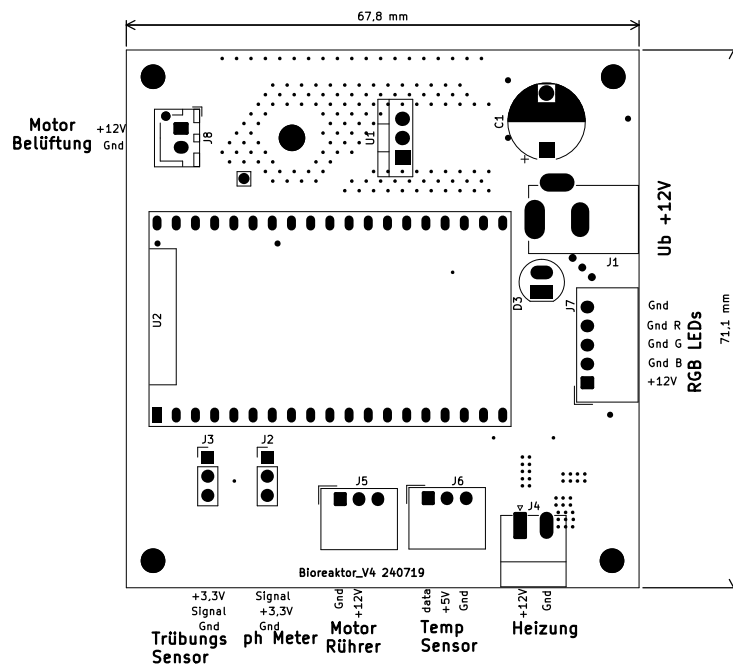 67,8 mm
Motor
Belüftung
+12V
Gnd
J8
U1
C1
+
Ub +12V
J1
D3
J7
Gnd
Gnd R
Gnd G
Gnd B
+12V
RGB LEDs
71,1 mm
U2
J3
J2
J5
J6
J4
Bioreaktor_V4 240719
+3,3V
Signal
Gnd
Trübungs
Sensor
Signal
+3,3V
Gnd
ph Meter
Gnd
+12V
Motor
Rührer
data
+5V
Gnd
Temp
Sensor
+12V
Gnd
Heizung